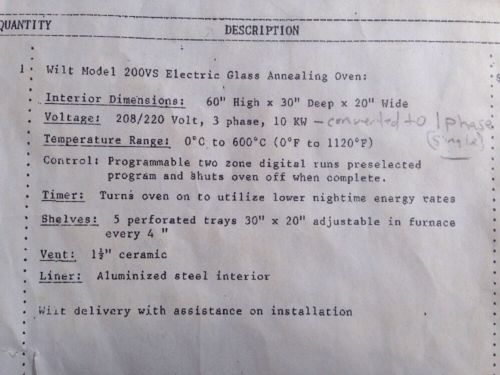 QUANTITY DESCRIPTION
1 Wilt Model 200VS Electric Glass Annealing Oven:
Interior Dimensions: 60" High x 30" Deep x 20" Wide
Voltage: 208/220 Volt, 3 phase, 10 KW – converted to 1 phase
(single)
Temperature Range: 0°C to 600°C (0°F to 1120°F)
Control: Programmable two zone digital runs preselected
program and shuts oven off when complete.
Timer: Turns oven on to utilize lower nightime energy rates
Shelves: 5 perforated trays 30" x 20" adjustable in furnace
every 4 "
Vent: 1½" ceramic
Liner: Aluminized steel interior
Wilt delivery with assistance on installation